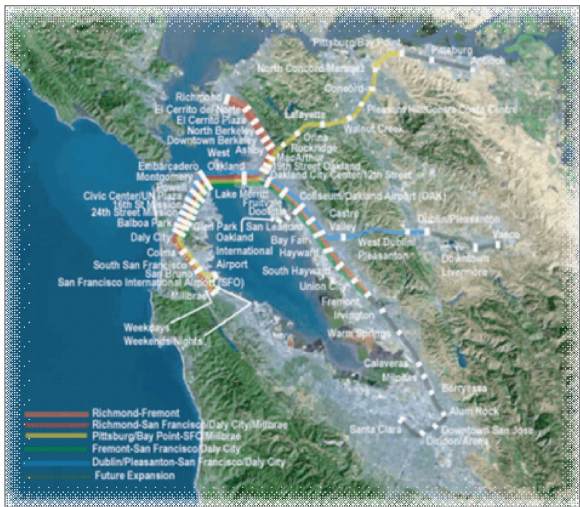 Pittsburg/Bay Point
Pittsburg
Antioch
North Concord/Martinez
Concord
Richmond
El Cerrito del Norte
El Cerrito Plaza
North Berkeley
Downtown Berkeley
Ashby
Lafayette
Orinda
Rockridge
MacArthur
Walnut Creek
Pleasant Hill/Contra Costa Centre
19th Street Oakland
Oakland City Center/12th Street
West
Oakland
Embarcadero
Montgomery
Civic Center/UN Plaza
16th St Mission
24th Street Mission
Balboa Park
Daly City
Glen Park
Lake Merritt
Fruitvale
Coliseum/Oakland Airport (OAK)
San Leandro
Bay Fair
Castro
Valley
Dublin/Pleasanton
West Dublin/
Pleasanton
Vasco
Downtown
Livermore
Oakland
International
Airport
Hayward
South Hayward
Union City
Fremont
Irvington
Warm Springs
Calaveras
Milpitas
Berryessa
Alum Rock
Downtown San Jose
Diridon/Arena
Santa Clara
Colma
South San Francisco
San Bruno
San Francisco International Airport (SFO)
Millbrae
Weekdays
Weekends/Nights
Richmond-Fremont
Richmond-San Francisco/Daly City/Millbrae
Pittsburg/Bay Point-SFO/Millbrae
Fremont-San Francisco/Daly City
Dublin/Pleasanton-San Francisco/Daly City
Future Expansion